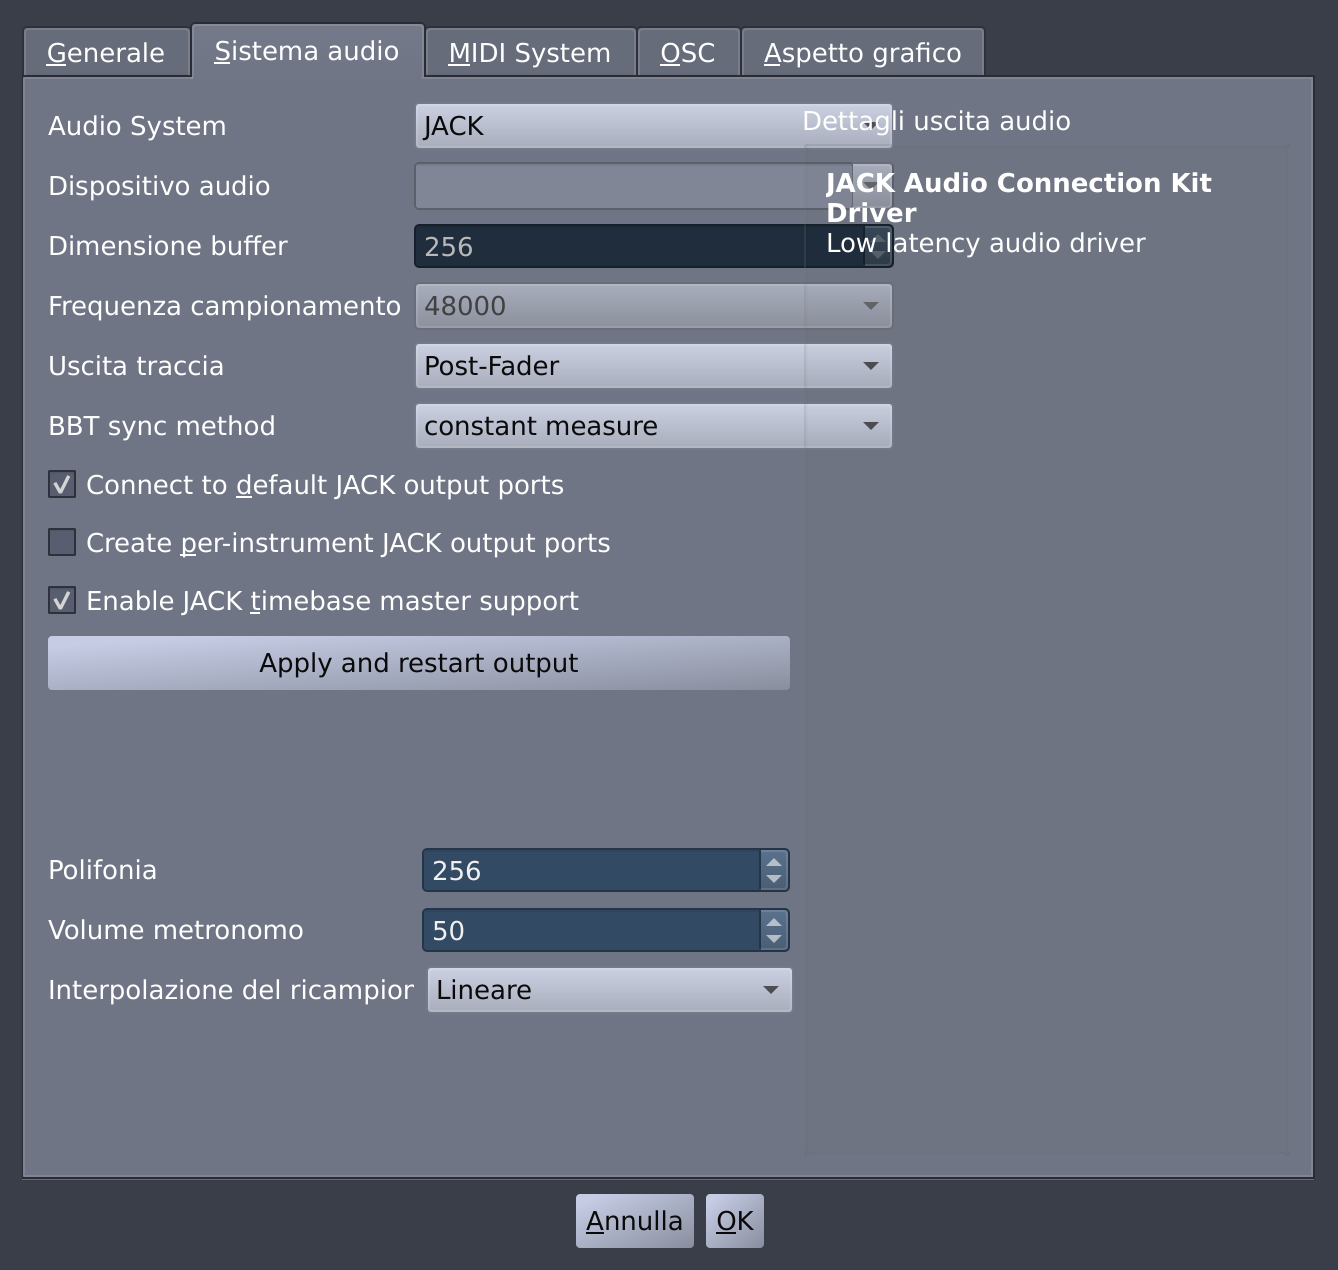 Generale Sistema audio MIDI System OSC Aspetto grafico
Audio System JACK
Dettagli uscita audio
Dispositivo audio
JACK Audio Connection Kit
Driver
Low latency audio driver
Dimensione buffer 256
Frequenza campionamento 48000
Uscita traccia Post-Fader
BBT sync method constant measure
Connect to default JACK output ports
Create per-instrument JACK output ports
Enable JACK timebase master support
Apply and restart output
Polifonia 256
Volume metronomo 50
Interpolazione del ricampior Lineare
Annulla OK